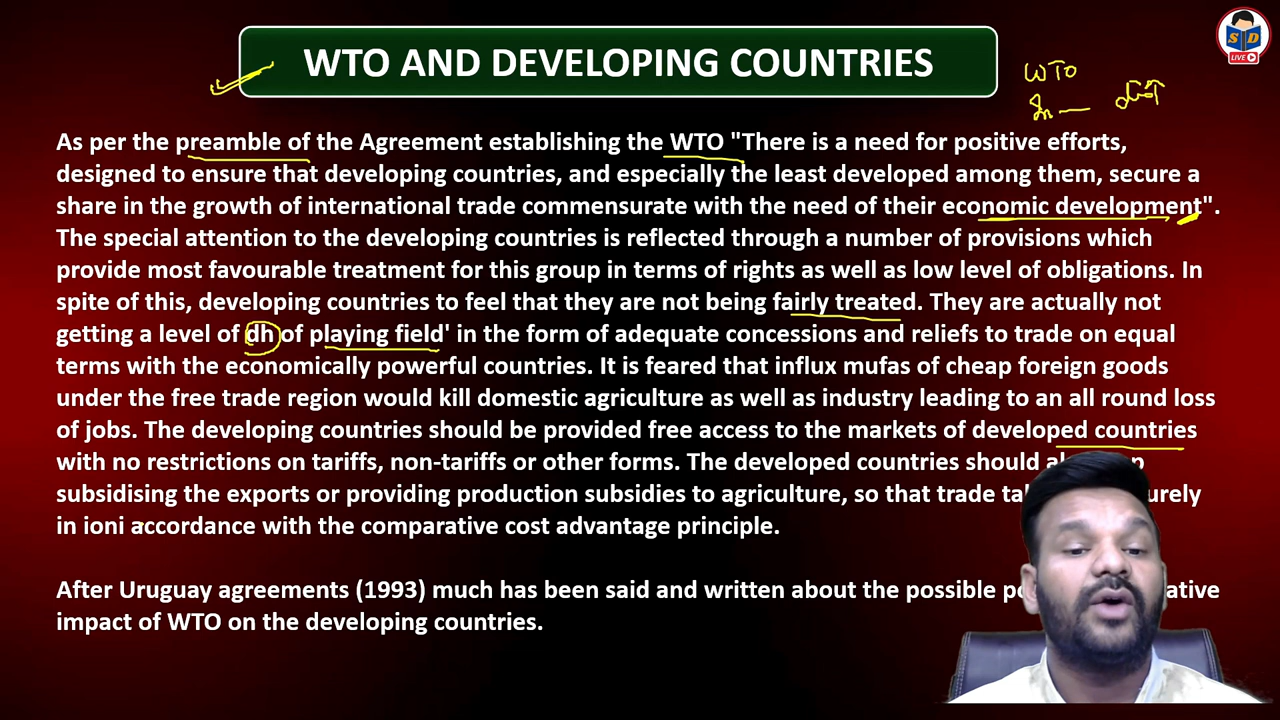 WTO AND DEVELOPING COUNTRIES
S D
LIVE
WTO
As per the preamble of the Agreement establishing the WTO "There is a need for positive efforts,
designed to ensure that developing countries, and especially the least developed among them, secure a
share in the growth of international trade commensurate with the need of their economic development".
The special attention to the developing countries is reflected through a number of provisions which
provide most favourable treatment for this group in terms of rights as well as low level of obligations. In
spite of this, developing countries to feel that they are not being fairly treated. They are actually not
getting a level of dh of playing field' in the form of adequate concessions and reliefs to trade on equal
terms with the economically powerful countries. It is feared that influx mufas of cheap foreign goods
under the free trade region would kill domestic agriculture as well as industry leading to an all round loss
of jobs. The developing countries should be provided free access to the markets of developed countries
with no restrictions on tariffs, non-tariffs or other forms. The developed countries should
subsidising the exports or providing production subsidies to agriculture, so that trade
in ioni accordance with the comparative cost advantage principle.
After Uruguay agreements (1993) much has been said and written about the possible
impact of WTO on the developing countries.